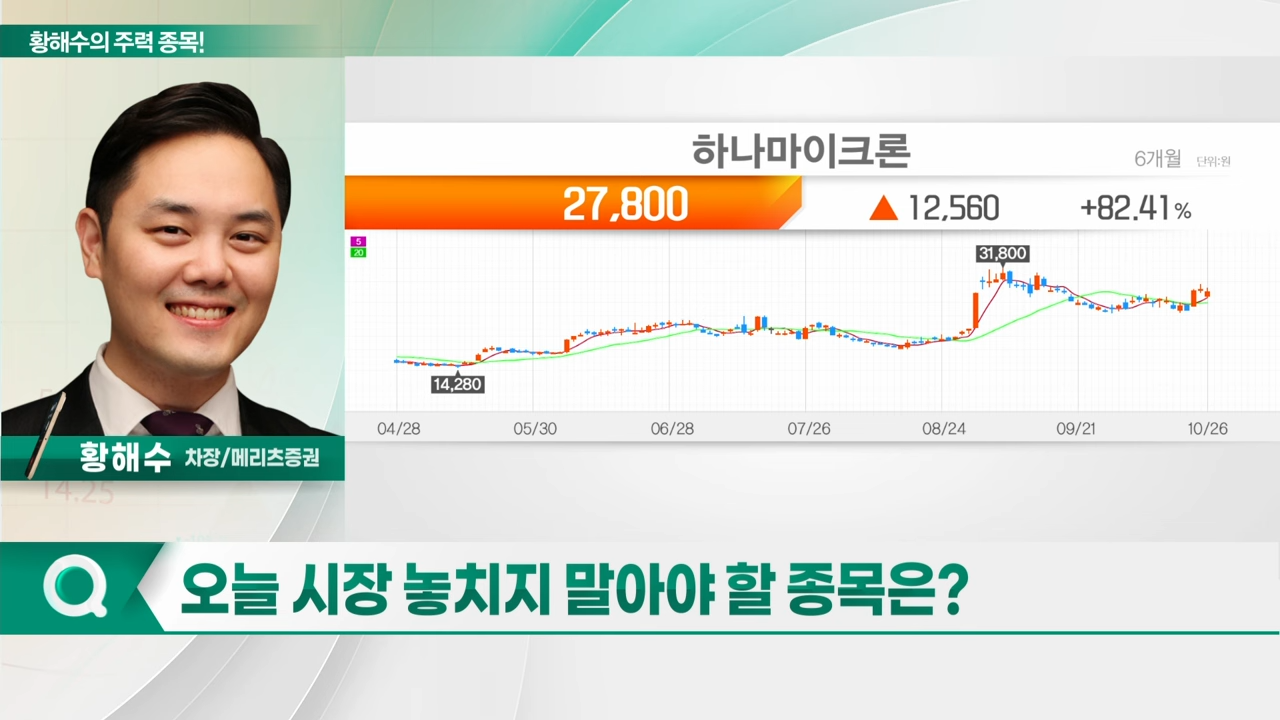 황해수의 주력 종목!
하나마이크론
6개월 단위:원
27,800 ▲ 12,560 +82.41%
5
20
31,800
14,280
04/28 05/30 06/28 07/26 08/24 09/21 10/26
황해수 차장/메리츠증권
14.25
오늘 시장 놓치지 말아야 할 종목은?